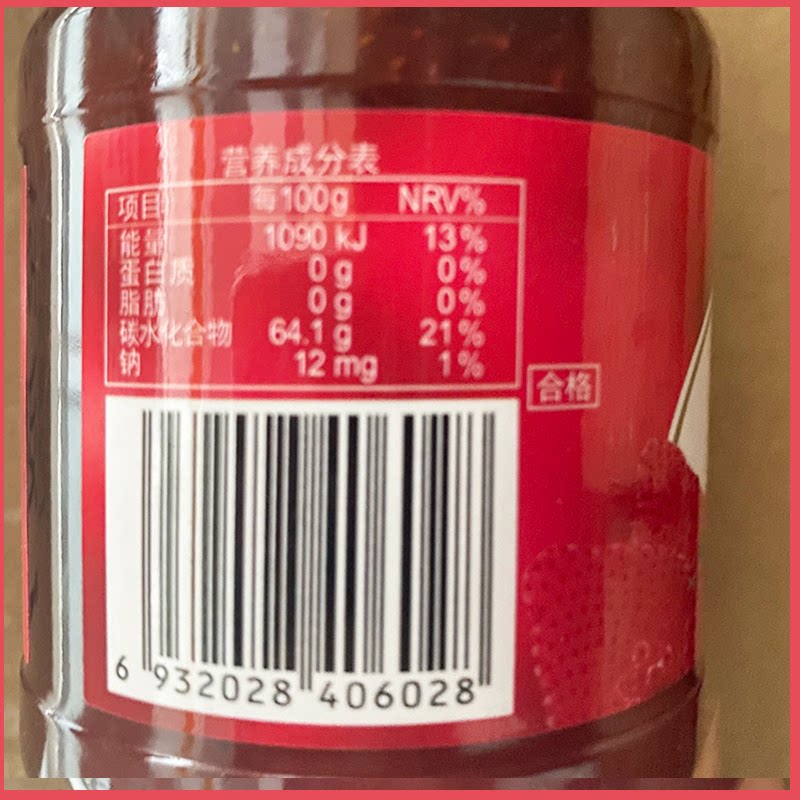 营养成分表
项目 每100g NRV%
能量 1090 kJ 13%
蛋白质 0 g 0%
脂肪 0 g 0%
碳水化合物 64.1 g 21%
钠 12 mg 1%
合格
6 932028 406028